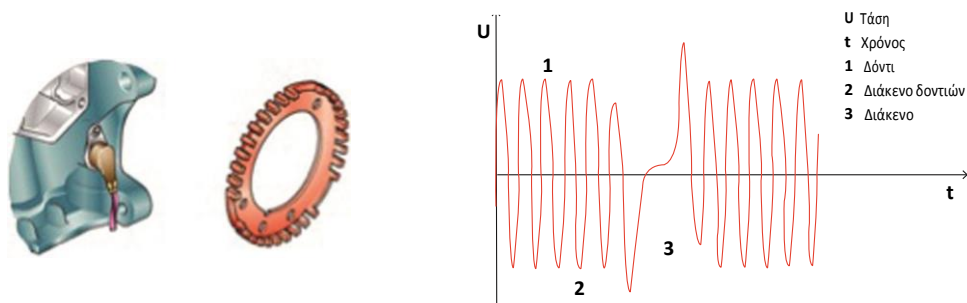 U
1
2
3
t
U Τάση
t Χρόνος
1 Δόντι
2 Διάκενο δοντιών
3 Διάκενο